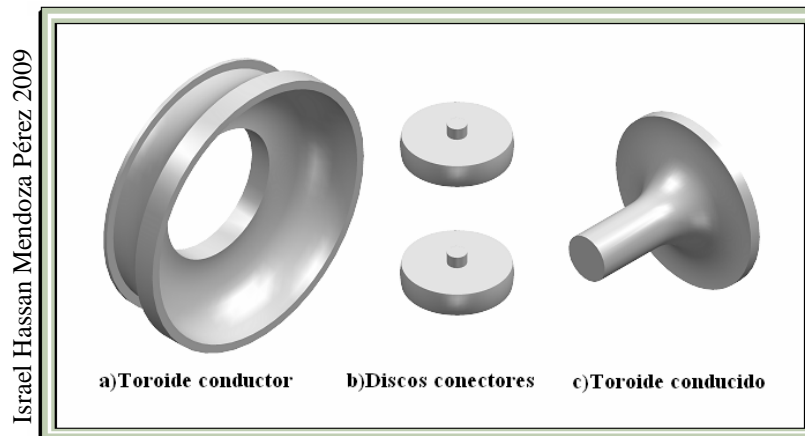 Israel Hassan Mendoza Pérez 2009
a)Toroide conductor
b)Discos conectores
c)Toroide conducido